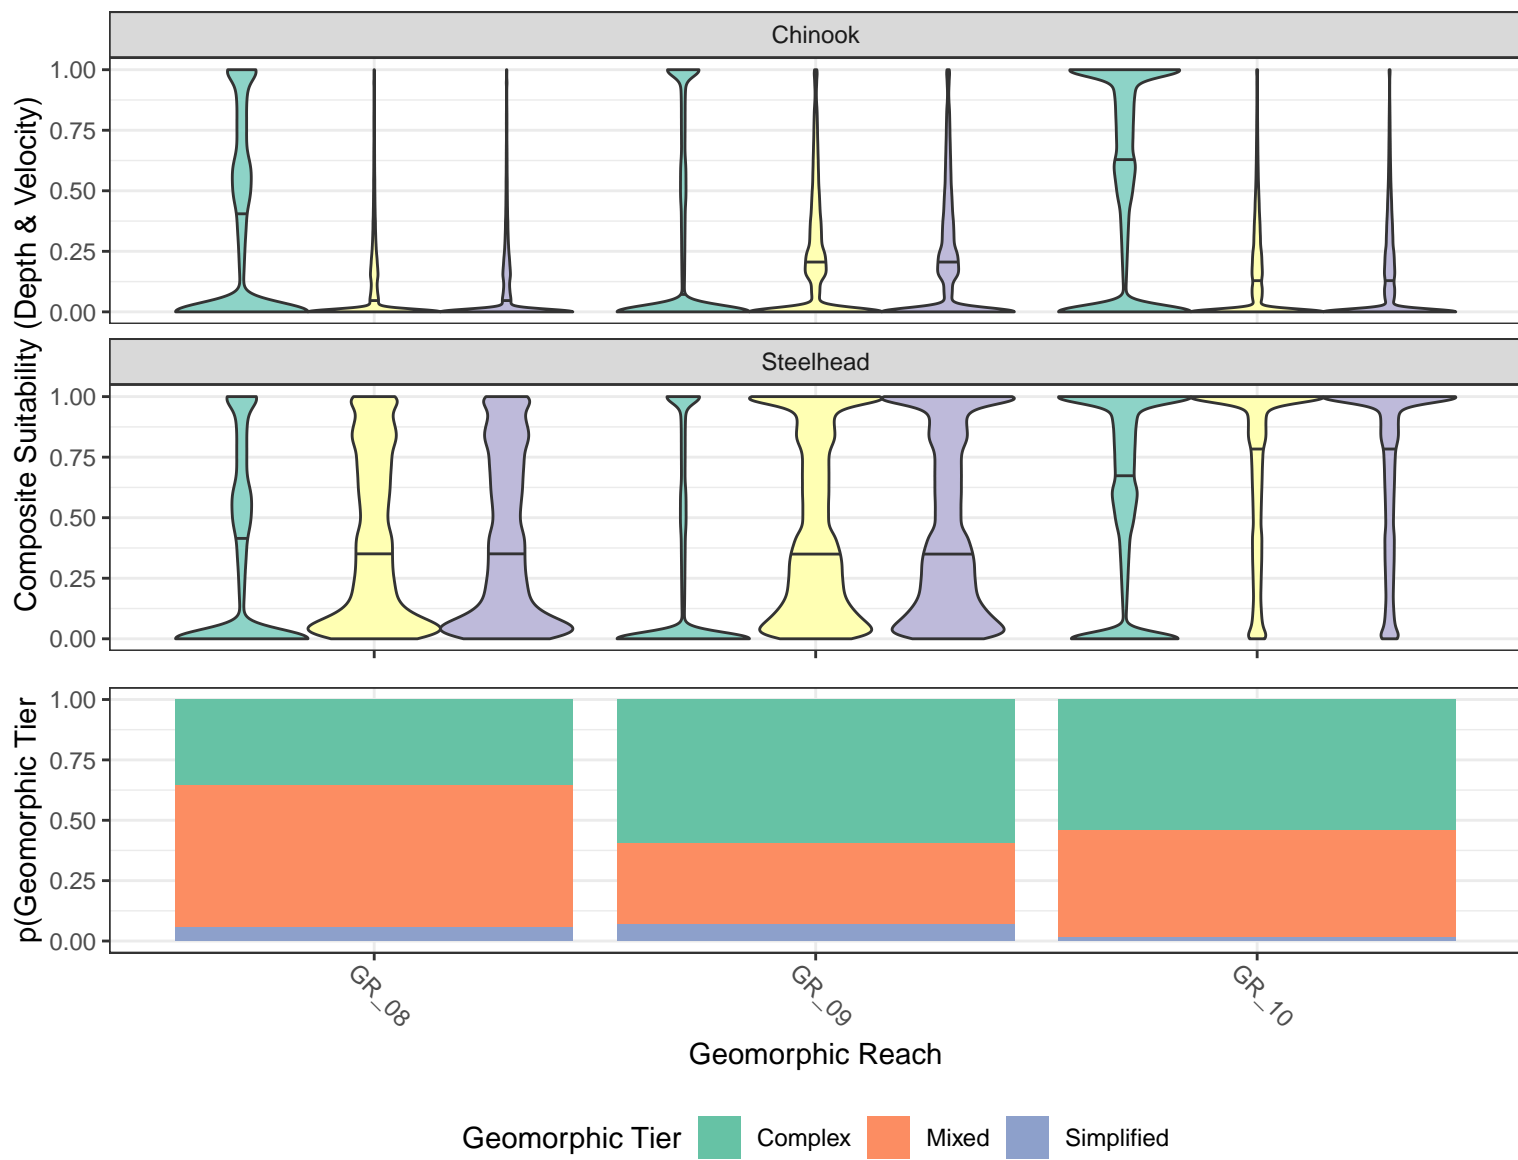 Chinook
1.00
0.75
0.50
0.25
0.00
Composite Suitability (Depth & Velocity)
Steelhead
1.00
0.75
0.50
0.25
0.00
p(Geomorphic Tier
1.00
0.75
0.50
0.25
0.00
GR_08 GR_09 GR_10
Geomorphic Reach
Geomorphic Tier Complex Mixed Simplified